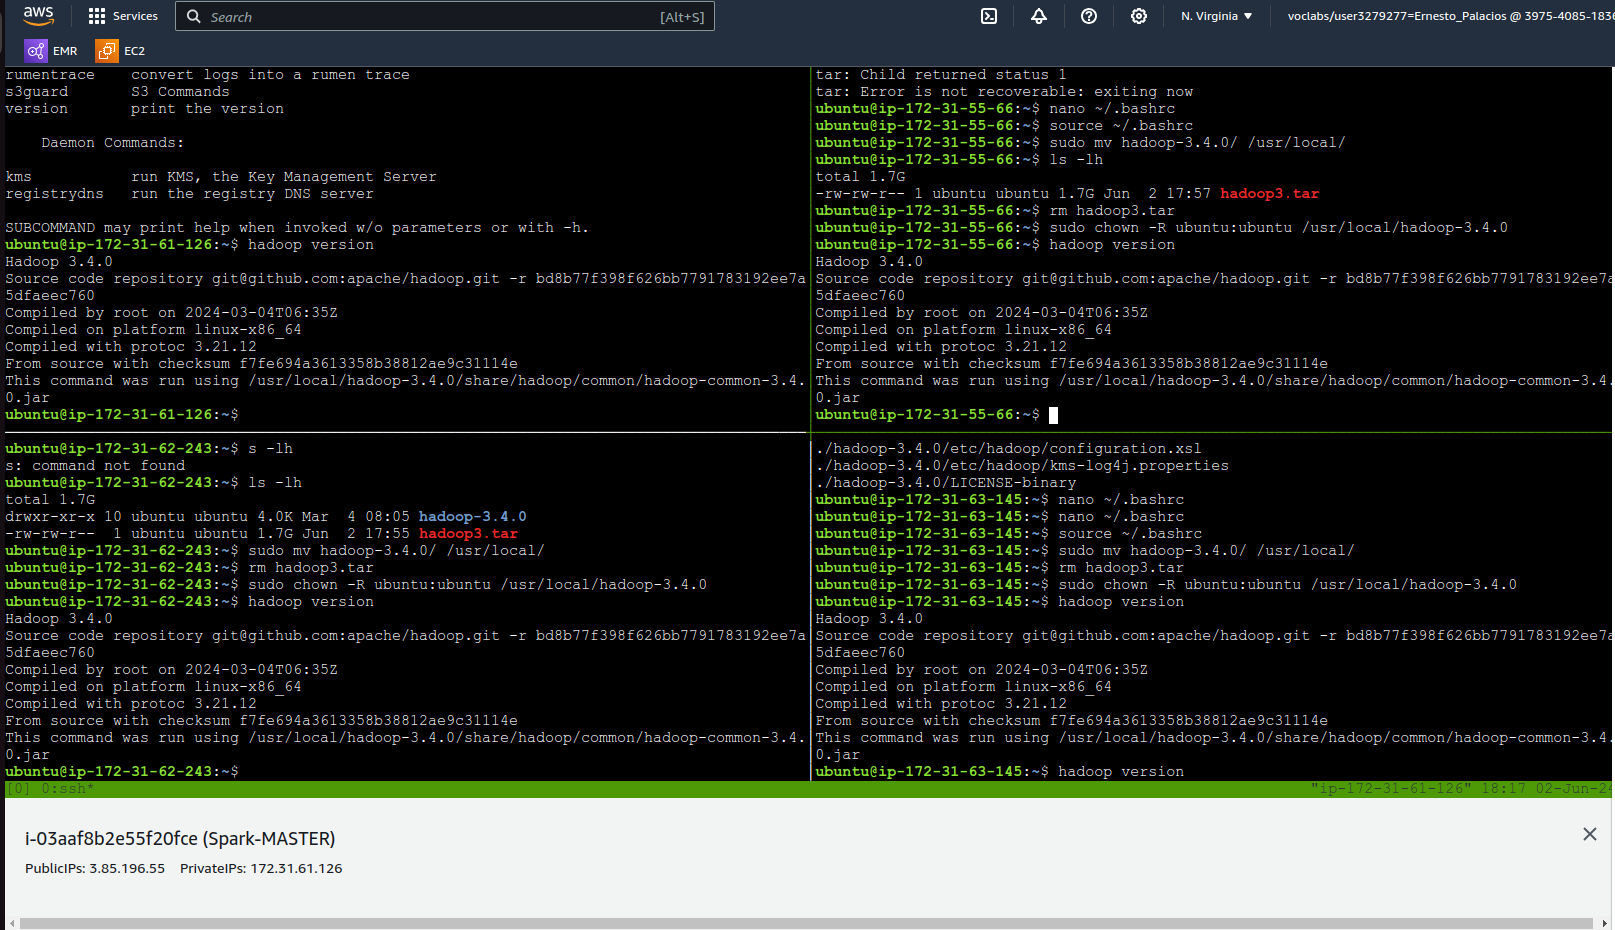 aws
Services
Search
[Alt+S]
N. Virginia ▼
voclabs/user3279277=Ernesto_Palacios @ 3975-4085-1836
EMR
EC2
rumentrace    convert logs into a rumen trace
s3guard       S3 Commands
version       print the version
    Daemon Commands:
kms           run KMS, the Key Management Server
registrydns   run the registry DNS server
SUBCOMMAND may print help when invoked w/o parameters or with -h.
ubuntu@ip-172-31-61-126:~$ hadoop version
Hadoop 3.4.0
Source code repository git@github.com:apache/hadoop.git -r bd8b77f398f626bb7791783192ee7a
5dfaeec760
Compiled by root on 2024-03-04T06:35Z
Compiled on platform linux-x86_64
Compiled with protoc 3.21.12
From source with checksum f7fe694a3613358b38812ae9c31114e
This command was run using /usr/local/hadoop-3.4.0/share/hadoop/common/hadoop-common-3.4.
0.jar
ubuntu@ip-172-31-61-126:~$
tar: Child returned status 1
tar: Error is not recoverable: exiting now
ubuntu@ip-172-31-55-66:~$ nano ~/.bashrc
ubuntu@ip-172-31-55-66:~$ source ~/.bashrc
ubuntu@ip-172-31-55-66:~$ sudo mv hadoop-3.4.0/ /usr/local/
ubuntu@ip-172-31-55-66:~$ ls -lh
total 1.7G
-rw-rw-r-- 1 ubuntu ubuntu 1.7G Jun  2 17:57 hadoop3.tar
ubuntu@ip-172-31-55-66:~$ rm hadoop3.tar
ubuntu@ip-172-31-55-66:~$ sudo chown -R ubuntu:ubuntu /usr/local/hadoop-3.4.0
ubuntu@ip-172-31-55-66:~$ hadoop version
Hadoop 3.4.0
Source code repository git@github.com:apache/hadoop.git -r bd8b77f398f626bb7791783192ee7a
5dfaeec760
Compiled by root on 2024-03-04T06:35Z
Compiled on platform linux-x86_64
Compiled with protoc 3.21.12
From source with checksum f7fe694a3613358b38812ae9c31114e
This command was run using /usr/local/hadoop-3.4.0/share/hadoop/common/hadoop-common-3.4.
0.jar
ubuntu@ip-172-31-55-66:~$
ubuntu@ip-172-31-62-243:~$ s -lh
s: command not found
ubuntu@ip-172-31-62-243:~$ ls -lh
total 1.7G
drwxr-xr-x 10 ubuntu ubuntu 4.0K Mar  4 08:05 hadoop-3.4.0
-rw-rw-r--  1 ubuntu ubuntu 1.7G Jun  2 17:55 hadoop3.tar
ubuntu@ip-172-31-62-243:~$ sudo mv hadoop-3.4.0/ /usr/local/
ubuntu@ip-172-31-62-243:~$ rm hadoop3.tar
ubuntu@ip-172-31-62-243:~$ sudo chown -R ubuntu:ubuntu /usr/local/hadoop-3.4.0
ubuntu@ip-172-31-62-243:~$ hadoop version
Hadoop 3.4.0
Source code repository git@github.com:apache/hadoop.git -r bd8b77f398f626bb7791783192ee7a
5dfaeec760
Compiled by root on 2024-03-04T06:35Z
Compiled on platform linux-x86_64
Compiled with protoc 3.21.12
From source with checksum f7fe694a3613358b38812ae9c31114e
This command was run using /usr/local/hadoop-3.4.0/share/hadoop/common/hadoop-common-3.4.
0.jar
ubuntu@ip-172-31-62-243:~$
./hadoop-3.4.0/etc/hadoop/configuration.xsl
./hadoop-3.4.0/etc/hadoop/kms-log4j.properties
./hadoop-3.4.0/LICENSE-binary
ubuntu@ip-172-31-63-145:~$ nano ~/.bashrc
ubuntu@ip-172-31-63-145:~$ nano ~/.bashrc
ubuntu@ip-172-31-63-145:~$ source ~/.bashrc
ubuntu@ip-172-31-63-145:~$ sudo mv hadoop-3.4.0/ /usr/local/
ubuntu@ip-172-31-63-145:~$ rm hadoop3.tar
ubuntu@ip-172-31-63-145:~$ sudo chown -R ubuntu:ubuntu /usr/local/hadoop-3.4.0
ubuntu@ip-172-31-63-145:~$ hadoop version
Hadoop 3.4.0
Source code repository git@github.com:apache/hadoop.git -r bd8b77f398f626bb7791783192ee7a
5dfaeec760
Compiled by root on 2024-03-04T06:35Z
Compiled on platform linux-x86_64
Compiled with protoc 3.21.12
From source with checksum f7fe694a3613358b38812ae9c31114e
This command was run using /usr/local/hadoop-3.4.0/share/hadoop/common/hadoop-common-3.4.
0.jar
ubuntu@ip-172-31-63-145:~$ hadoop version
[0] 0:ssh*
"ip-172-31-61-126" 18:17 02-Jun-24
i-03aaf8b2e55f20fce (Spark-MASTER)
PublicIPs: 3.85.196.55    PrivateIPs: 172.31.61.126